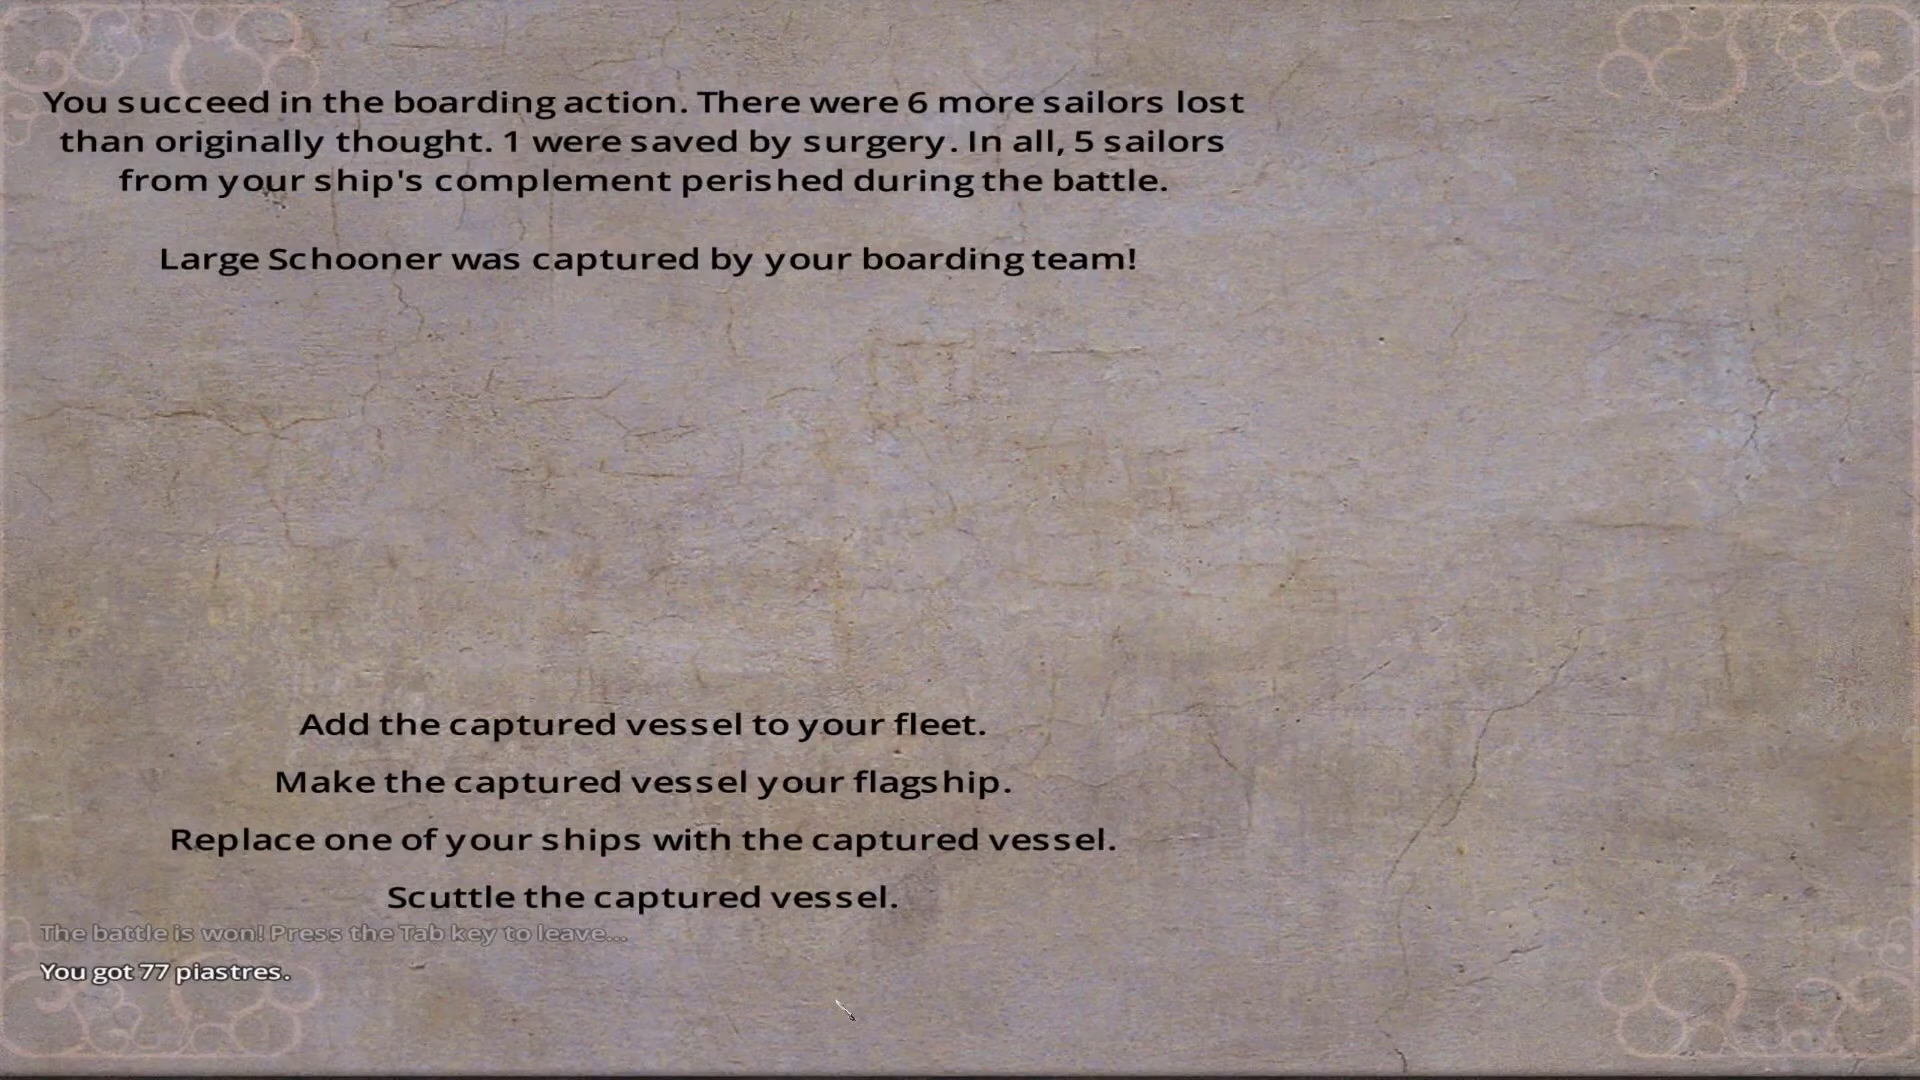 You succeed in the boarding action. There were 6 more sailors lost
than originally thought. 1 were saved by surgery. In all, 5 sailors
from your ship's complement perished during the battle.
Large Schooner was captured by your boarding team!
Add the captured vessel to your fleet.
Make the captured vessel your flagship.
Replace one of your ships with the captured vessel.
Scuttle the captured vessel.
The battle is won! Press the Tab key to leave...
You got 77 piastres.